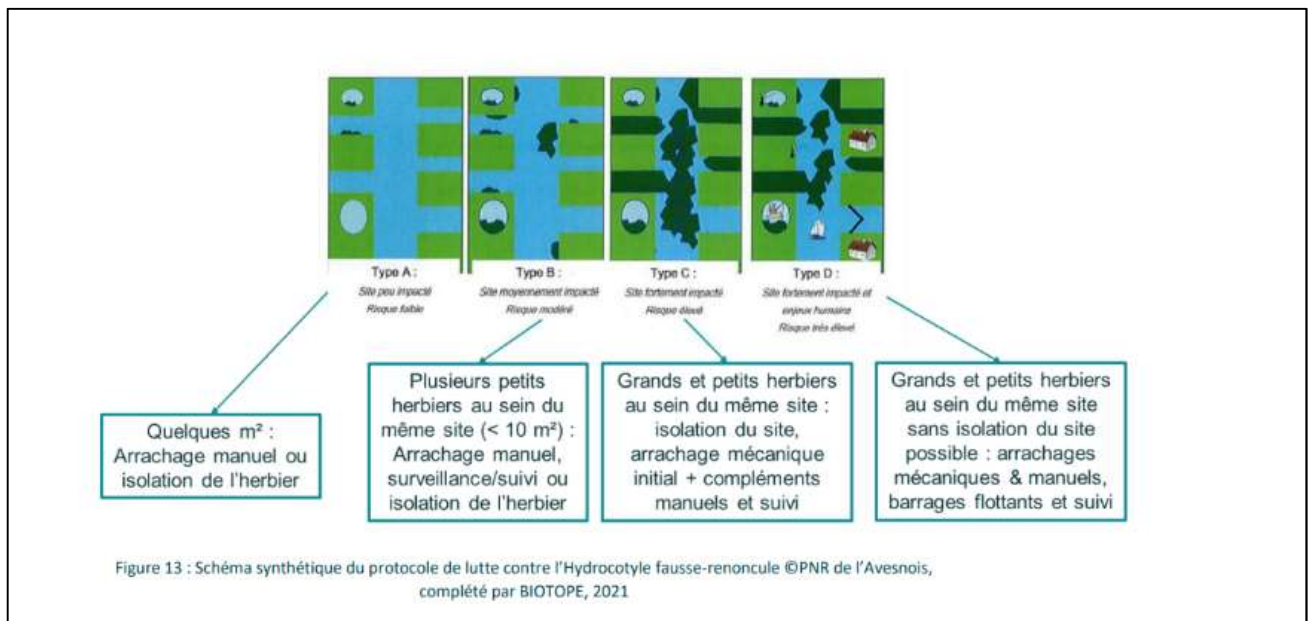 Type A :
Site peu impacté
Risque faible
Type B :
Site moyennement impacté
Risque modéré
Type C :
Site fortement impacté
Risque élevé
Type D :
Site fortement impacté et
enjeux humains
Risque très élevé
Quelques m² :
Arrachage manuel ou
isolation de l'herbier
Plusieurs petits
herbiers au sein du
même site (< 10 m²) :
Arrachage manuel,
surveillance/suivi ou
isolation de l'herbier
Grands et petits herbiers
au sein du même site :
isolation du site,
arrachage mécanique
initial + compléments
manuels et suivi
Grands et petits herbiers
au sein du même site
sans isolation du site
possible : arrachages
mécaniques & manuels,
barrages flottants et suivi
Figure 13 : Schéma synthétique du protocole de lutte contre l'Hydrocotyle fausse-renoncule ©PNR de l'Avesnois,
complété par BIOTOPE, 2021